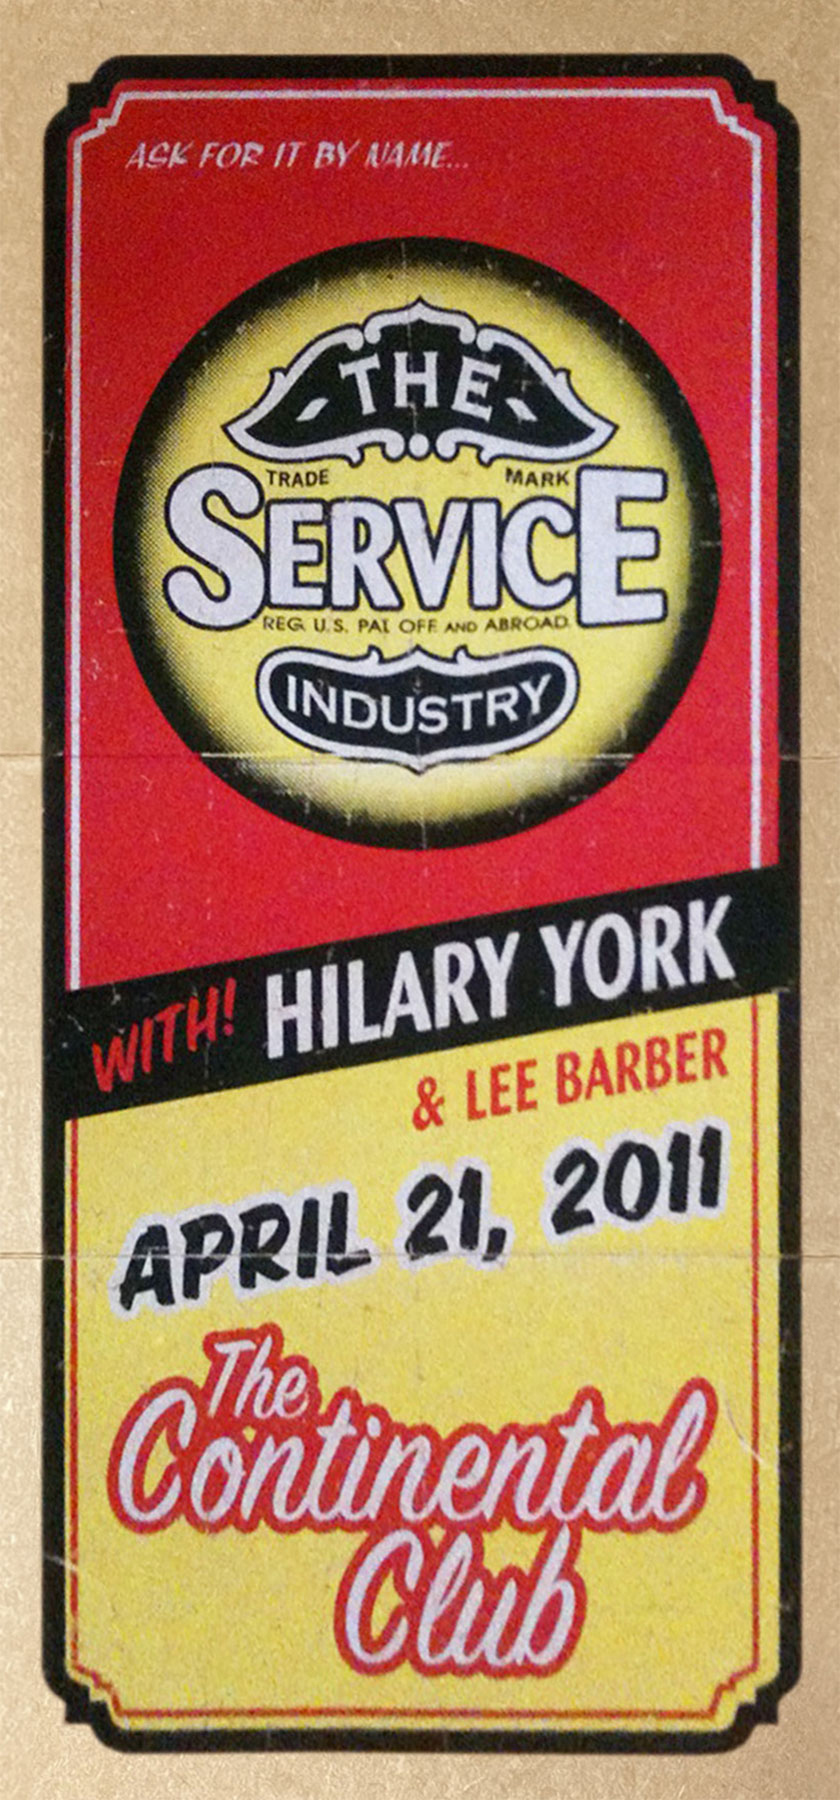 ASK FOR IT BY NAME...
THE
TRADE MARK
SERVICE
REG. U.S. PAT. OFF. AND ABROAD.
INDUSTRY
WITH! HILARY YORK
& LEE BARBER
APRIL 21, 2011
The
Continental
Club